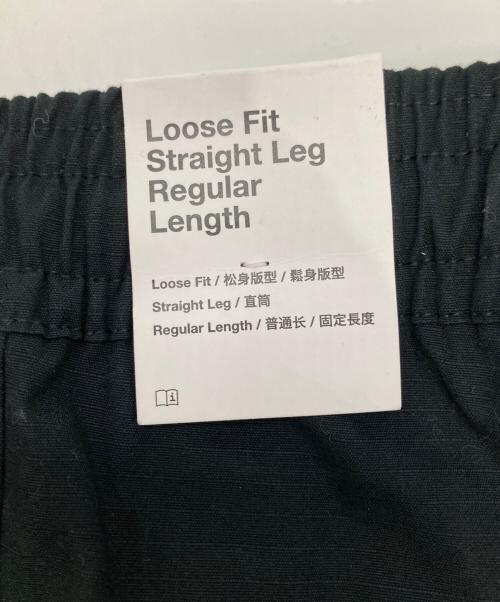 Loose Fit
Straight Leg
Regular
Length
Loose Fit / 松身版型 / 鬆身版型
Straight Leg / 直筒
Regular Length / 普通长 / 固定長度
i